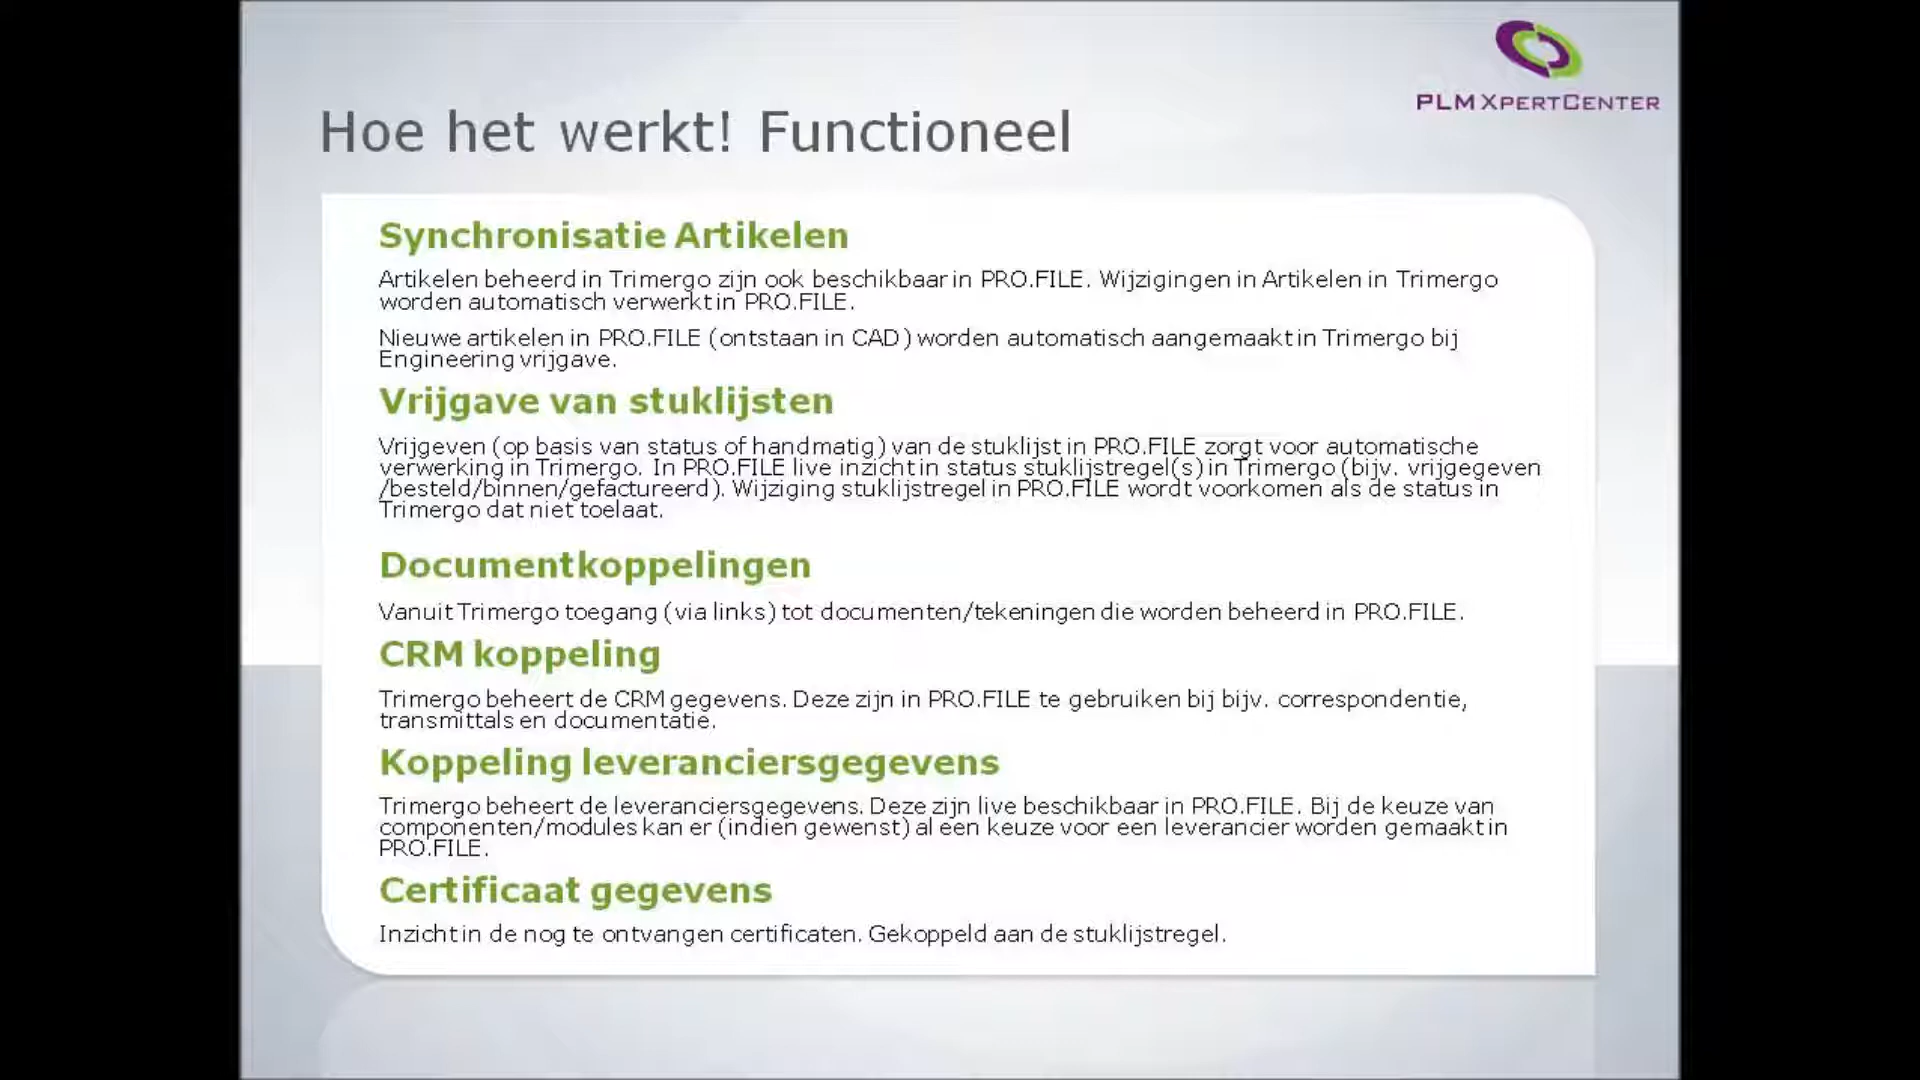 PLM XPERTCENTER
Hoe het werkt! Functioneel
Synchronisatie Artikelen
Artikelen beheerd in Trimergo zijn ook beschikbaar in PRO.FILE. Wijzigingen in Artikelen in Trimergo
worden automatisch verwerkt in PRO.FILE.
Nieuwe artikelen in PRO.FILE (ontstaan in CAD) worden automatisch aangemaakt in Trimergo bij
Engineering vrijgave.
Vrijgave van stuklijsten
Vrijgeven (op basis van status of handmatig) van de stuklijst in PRO.FILE zorgt voor automatische
verwerking in Trimergo. In PRO.FILE live inzicht in status stuklijstregel(s) in Trimergo (bijv. vrijgegeven
/besteld/binnen/gefactureerd). Wijziging stuklijstregel in PRO.FILE wordt voorkomen als de status in
Trimergo dat niet toelaat.
Documentkoppelingen
Vanuit Trimergo toegang (via links) tot documenten/tekeningen die worden beheerd in PRO.FILE.
CRM koppeling
Trimergo beheert de CRM gegevens. Deze zijn in PRO.FILE te gebruiken bij bijv. correspondentie,
transmittals en documentatie.
Koppeling leveranciersgegevens
Trimergo beheert de leveranciersgegevens. Deze zijn live beschikbaar in PRO.FILE. Bij de keuze van
componenten/modules kan er (indien gewenst) al een keuze voor een leverancier worden gemaakt in
PRO.FILE.
Certificaat gegevens
Inzicht in de nog te ontvangen certificaten. Gekoppeld aan de stuklijstregel.